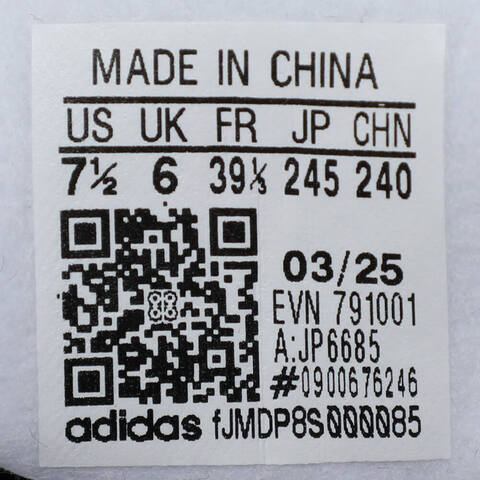 MADE IN CHINA
US UK FR JP CHN
7½ 6 39⅓ 245 240
03/25
EVN 791001
A:JP6685
#0900676246
adidas fJMDP8S000085